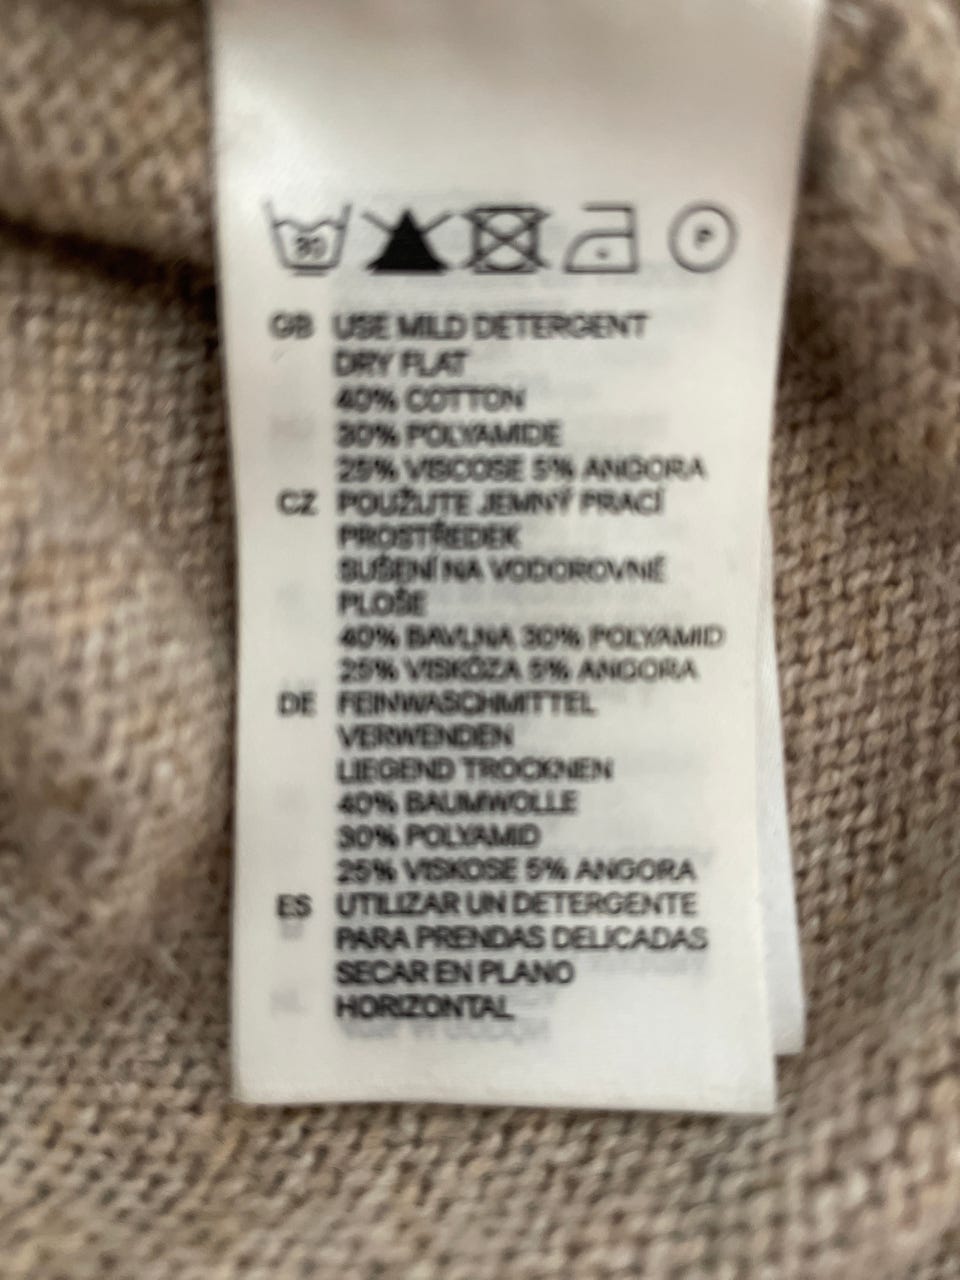 30
P
GB USE MILD DETERGENT
DRY FLAT
40% COTTON
30% POLYAMIDE
25% VISCOSE 5% ANGORA
CZ POUŽIJTE JEMNÝ PRACÍ
PROSTŘEDEK
SUŠENÍ NA VODOROVNÉ
PLOŠE
40% BAVLNA 30% POLYAMID
25% VISKÓZA 5% ANGORA
DE FEINWASCHMITTEL
VERWENDEN
LIEGEND TROCKNEN
40% BAUMWOLLE
30% POLYAMID
25% VISKOSE 5% ANGORA
ES UTILIZAR UN DETERGENTE
PARA PRENDAS DELICADAS
SECAR EN PLANO
HORIZONTAL